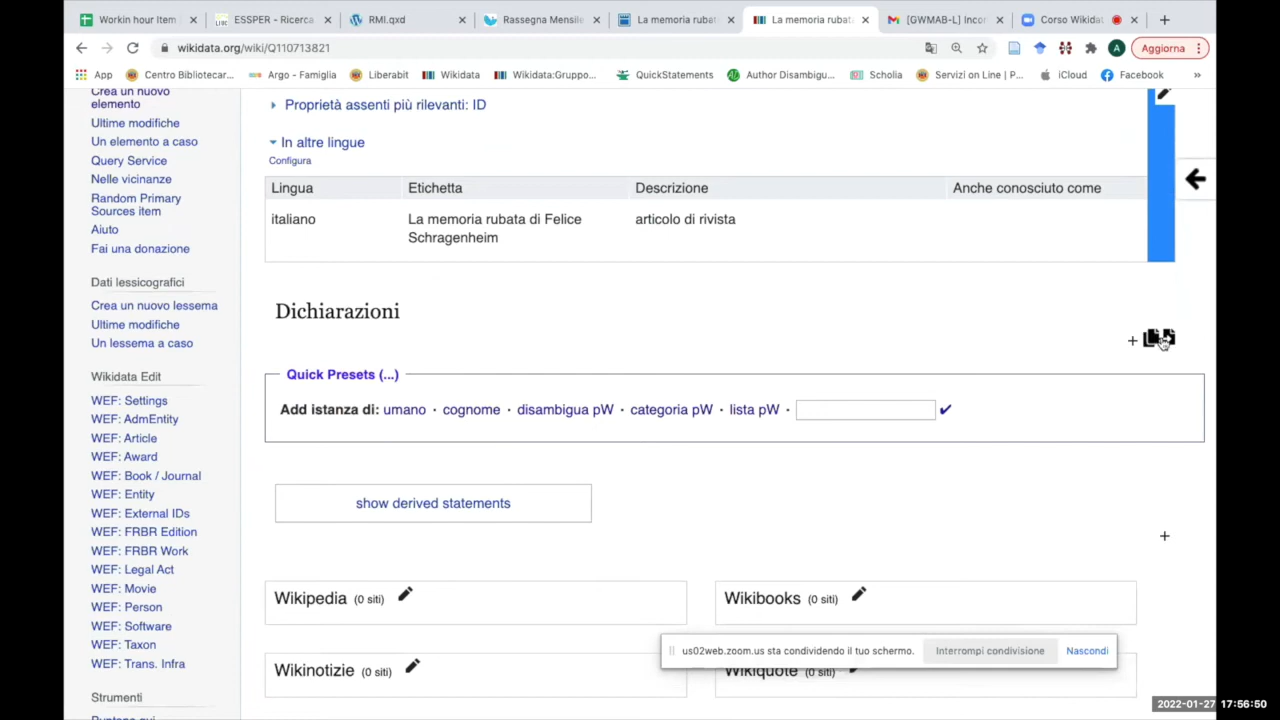 Workin hour Item
ESSPER - Ricerca
RMI.qxd
Rassegna Mensile
La memoria rubat
La memoria rubat
[GWMAB-L] Incon
Corso Wikidat
wikidata.org/wiki/Q110713821
Aggiorna
App
Centro Bibliotecar...
Argo - Famiglia
Liberabit
Wikidata
Wikidata:Gruppo...
QuickStatements
Author Disambigu...
Scholia
Servizi on Line | P...
iCloud
Facebook
»
Crea un nuovo
elemento
Ultime modifiche
Un elemento a caso
Query Service
Nelle vicinanze
Random Primary
Sources item
Aiuto
Fai una donazione
Dati lessicografici
Crea un nuovo lessema
Ultime modifiche
Un lessema a caso
Wikidata Edit
WEF: Settings
WEF: AdmEntity
WEF: Article
WEF: Award
WEF: Book / Journal
WEF: Entity
WEF: External IDs
WEF: FRBR Edition
WEF: FRBR Work
WEF: Legal Act
WEF: Movie
WEF: Person
WEF: Software
WEF: Taxon
WEF: Trans. Infra
Strumenti
Proprietà assenti più rilevanti: ID
In altre lingue
Configura
Lingua Etichetta Descrizione Anche conosciuto come
italiano La memoria rubata di Felice articolo di rivista
Schragenheim
Dichiarazioni
Quick Presets (...)
Add istanza di: umano · cognome · disambigua pW · categoria pW · lista pW ·
show derived statements
Wikipedia (0 siti)
Wikibooks (0 siti)
us02web.zoom.us sta condividendo il tuo schermo. Interrompi condivisione Nascondi
Wikinotizie (0 siti)
Wikiquote (0 siti)
2022-01-27 17:56:50